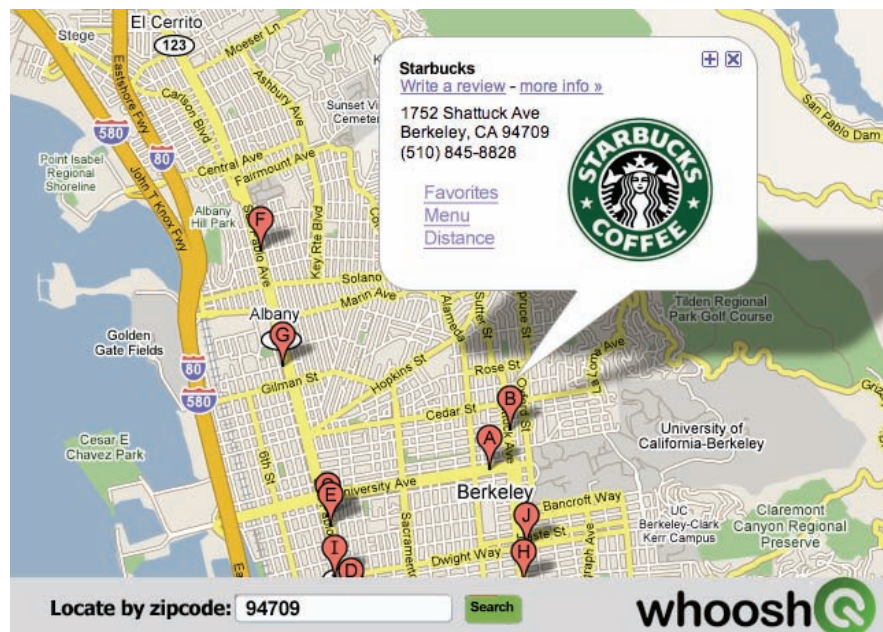 El Cerrito
Stege
123
Moeser Ln
Eastshore Fwy
Ashbury Ave
Carlson Blvd
Sunset Vi
Cemete
580
80
Point Isabel
Regional
Shoreline
Central Ave
Fairmount Ave
John T Knox Fwy
Albany
Hill Park
F
Pablo Ave
Key Rte Blvd
Solano
Marin Ave
Albany
G
Golden
Gate Fields
80
580
Gilman St
Hopkins St
Alameda
Sutter St
Spruce St
Rose St
La Loma Ave
Cedar St
Oxford St
B
A
Tilden Regional
Park Golf Course
San Pablo Dam
Griz
University of
California-Berkeley
Cesar E
Chavez Park
6th St
E
University Ave
Berkeley
Sacramento
Bancroft Way
J
UC
Berkeley-Clark
Kerr Campus
Claremont
Canyon Regional
Preserve
I
D
Dwight Way
H
Starbucks
Write a review - more info »
1752 Shattuck Ave
Berkeley, CA 94709
(510) 845-8828
Favorites
Menu
Distance
STARBUCKS
COFFEE
Locate by zipcode: 94709 Search
whoosh